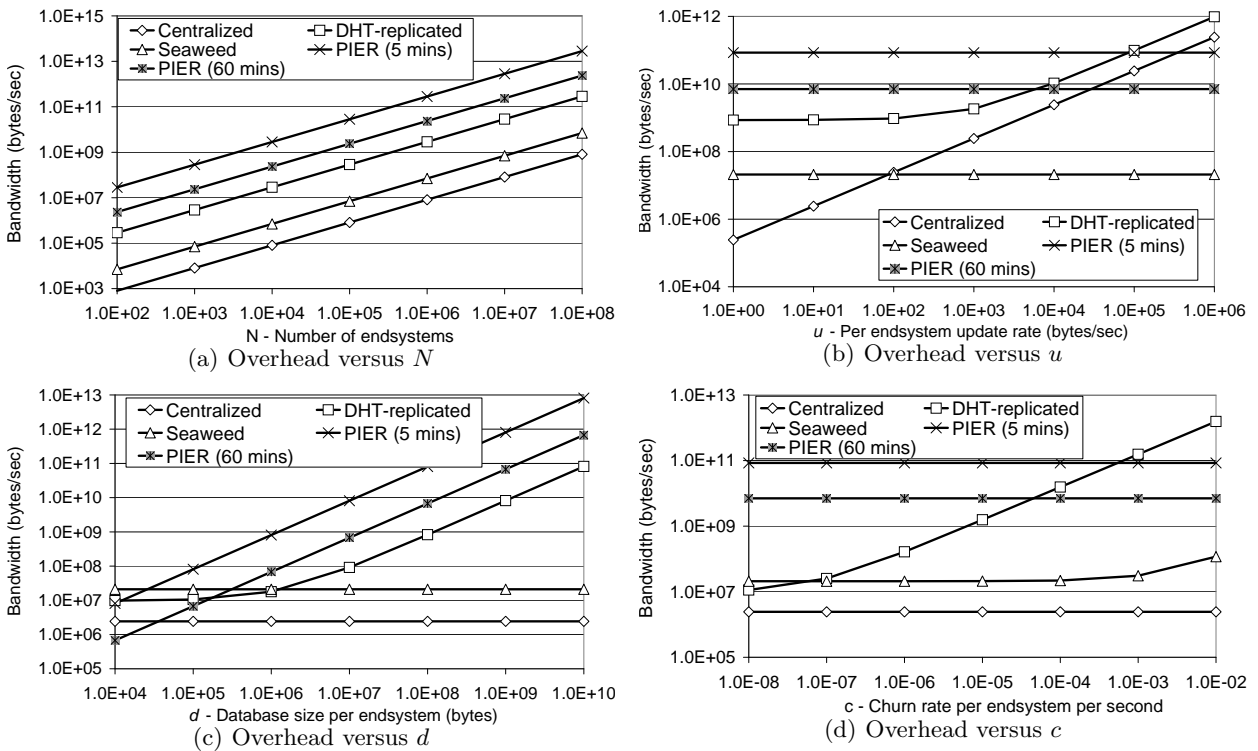 Bandwidth (bytes/sec)
1.0E+15
1.0E+13
1.0E+11
1.0E+09
1.0E+07
1.0E+05
1.0E+03
Centralized
DHT-replicated
Seaweed
PIER (5 mins)
PIER (60 mins)
1.0E+02 1.0E+03 1.0E+04 1.0E+05 1.0E+06 1.0E+07 1.0E+08
N - Number of endsystems
(a) Overhead versus N
Bandwidth (bytes/sec)
1.0E+12
1.0E+10
1.0E+08
1.0E+06
1.0E+04
Centralized
DHT-replicated
Seaweed
PIER (5 mins)
PIER (60 mins)
1.0E+00 1.0E+01 1.0E+02 1.0E+03 1.0E+04 1.0E+05 1.0E+06
u - Per endsystem update rate (bytes/sec)
(b) Overhead versus u
Bandwidth (bytes/sec)
1.0E+13
1.0E+12
1.0E+11
1.0E+10
1.0E+09
1.0E+08
1.0E+07
1.0E+06
1.0E+05
Centralized
DHT-replicated
Seaweed
PIER (5 mins)
PIER (60 mins)
1.0E+04 1.0E+05 1.0E+06 1.0E+07 1.0E+08 1.0E+09 1.0E+10
d - Database size per endsystem (bytes)
(c) Overhead versus d
Bandwidth (bytes/sec)
1.0E+13
1.0E+11
1.0E+09
1.0E+07
1.0E+05
Centralized
DHT-replicated
Seaweed
PIER (5 mins)
PIER (60 mins)
1.0E-08 1.0E-07 1.0E-06 1.0E-05 1.0E-04 1.0E-03 1.0E-02
c - Churn rate per endsystem per second
(d) Overhead versus c